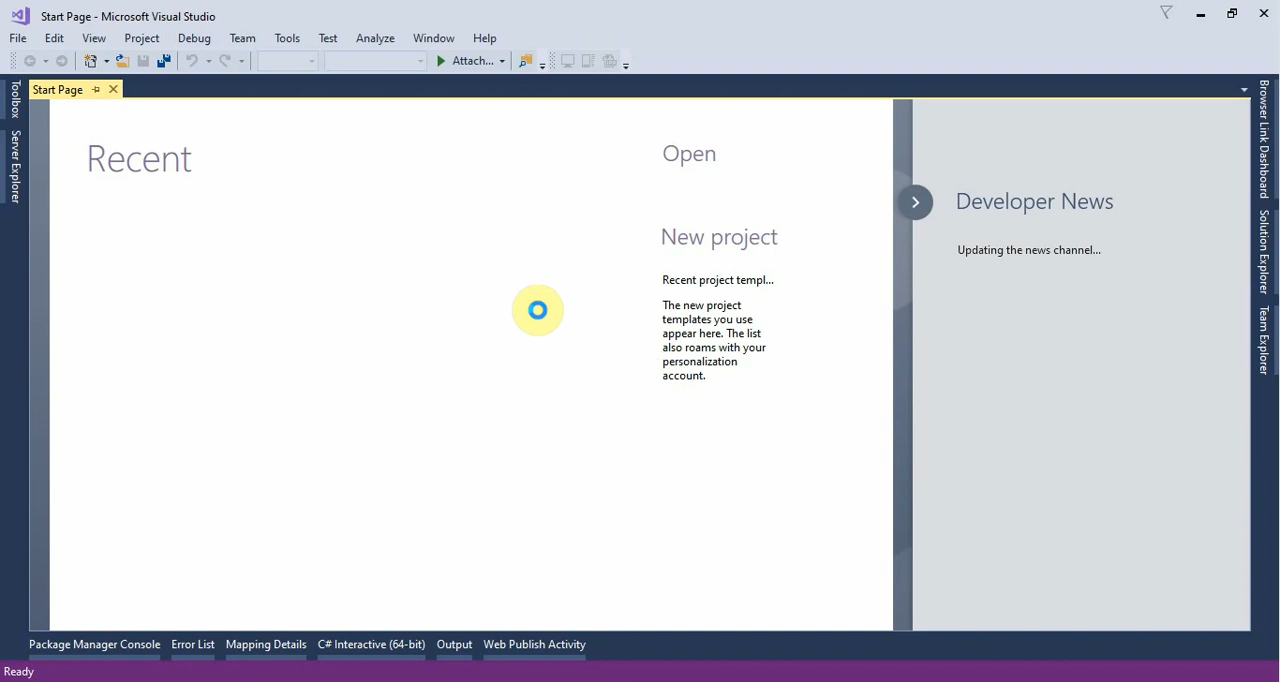 Start Page - Microsoft Visual Studio
File Edit View Project Debug Team Tools Test Analyze Window Help
Attach...
Start Page
Toolbox
Server Explorer
Recent
Open
New project
Recent project templ...
The new project
templates you use
appear here. The list
also roams with your
personalization
account.
Developer News
Updating the news channel...
Browser Link Dashboard
Solution Explorer
Team Explorer
Package Manager Console Error List Mapping Details C# Interactive (64-bit) Output Web Publish Activity
Ready